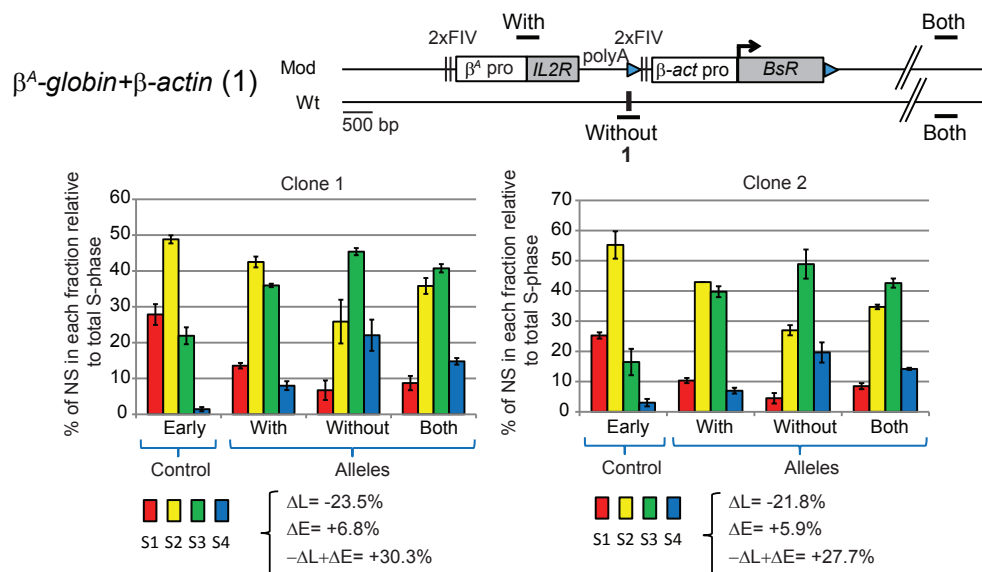 With
Both
2xFIV
polyA
2xFIV
Mod
βᴬ pro
IL2R
β-act pro
BsR
βᴬ-globin+β-actin (1)
Wt
500 bp
Without
1
Both
Clone 1
% of NS in each fraction relative
to total S-phase
60
50
40
30
20
10
0
Early
With
Without
Both
Control
Alleles
S1 S2 S3 S4
ΔL= -23.5%
ΔE= +6.8%
−ΔL+ΔE= +30.3%
Clone 2
% of NS in each fraction relative
to total S-phase
70
60
50
40
30
20
10
0
Early
With
Without
Both
Control
Alleles
S1 S2 S3 S4
ΔL= -21.8%
ΔE= +5.9%
−ΔL+ΔE= +27.7%